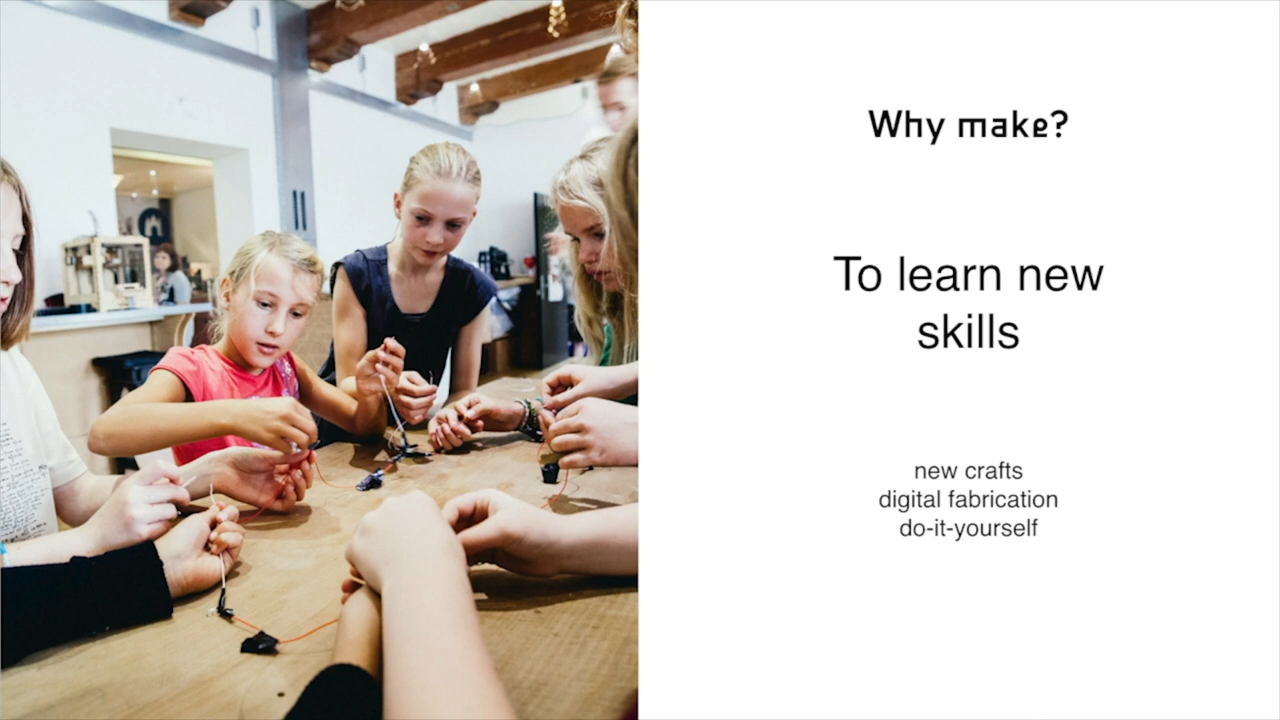 Why make?
To learn new
skills
new crafts
digital fabrication
do-it-yourself